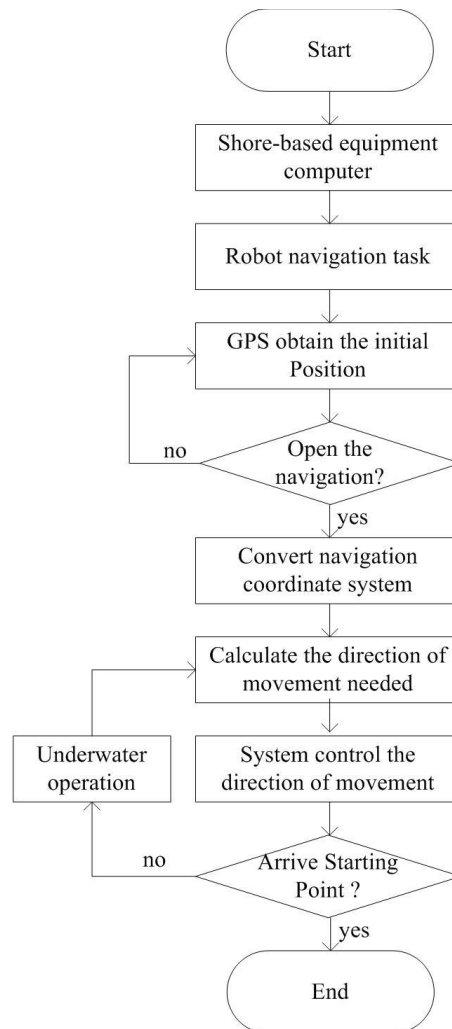 Start
Shore-based equipment
computer
Robot navigation task
GPS obtain the initial
Position
Open the
navigation?
no
yes
Convert navigation
coordinate system
Calculate the direction of
movement needed
Underwater
operation
System control the
direction of movement
no
Arrive Starting
Point ?
yes
End